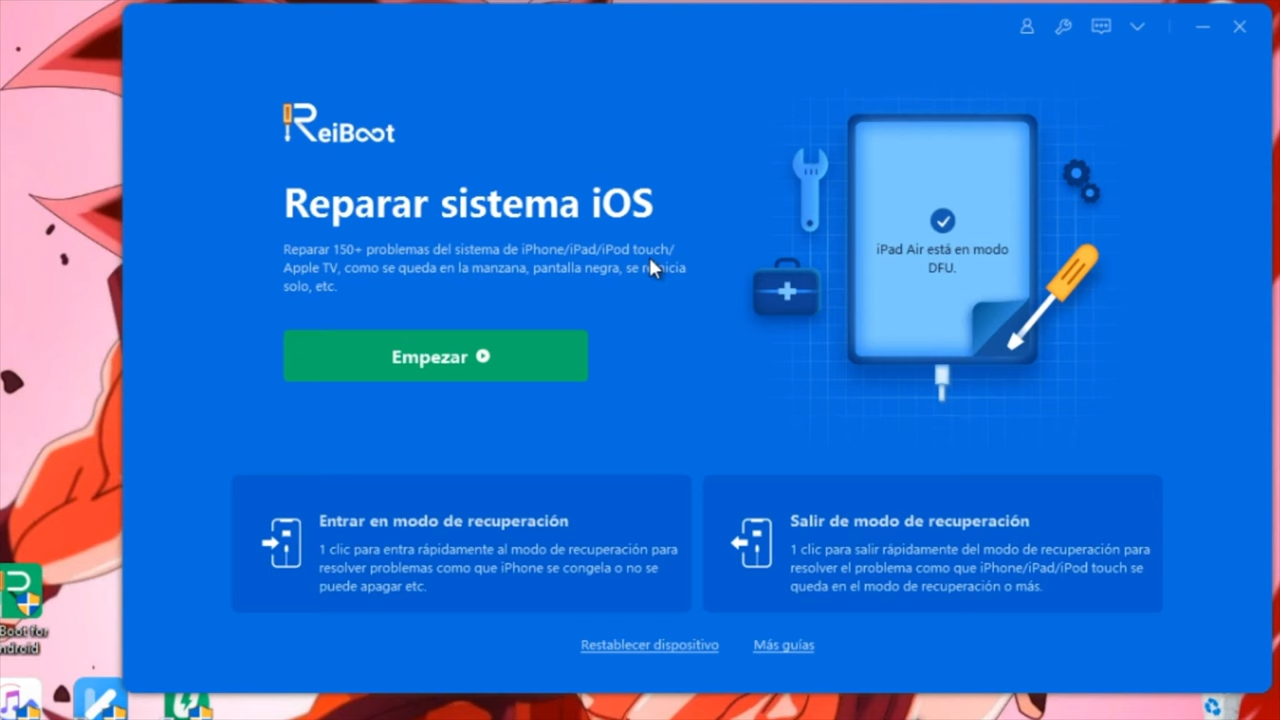 ReiBoot
Reparar sistema iOS
Reparar 150+ problemas del sistema de iPhone/iPad/iPod touch/
Apple TV, como se queda en la manzana, pantalla negra, se reinicia
solo, etc.
Empezar
iPad Air está en modo
DFU.
Entrar en modo de recuperación
1 clic para entra rápidamente al modo de recuperación para
resolver problemas como que iPhone se congela o no se
puede apagar etc.
Salir de modo de recuperación
1 clic para salir rápidamente del modo de recuperación para
resolver el problema como que iPhone/iPad/iPod touch se
queda en el modo de recuperación o más.
Restablecer dispositivo
Más guías
Boot for
ndroid